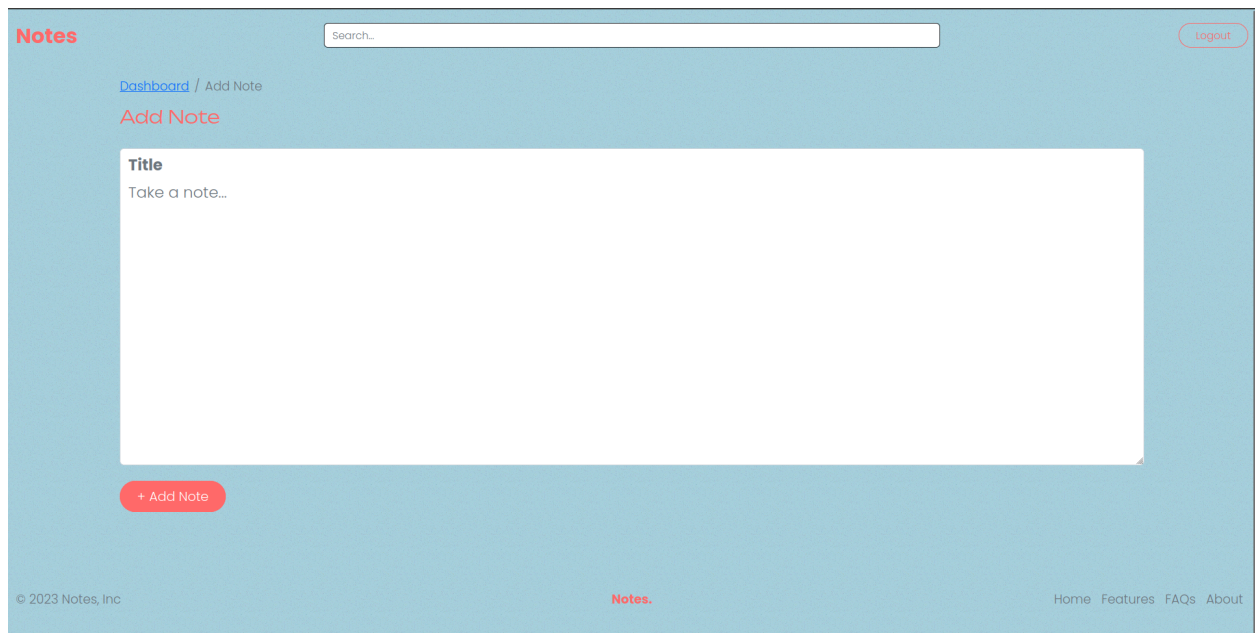 Notes
Search...
Logout
Dashboard / Add Note
Add Note
Title
Take a note...
+ Add Note
© 2023 Notes, Inc
Notes.
Home Features FAQs About